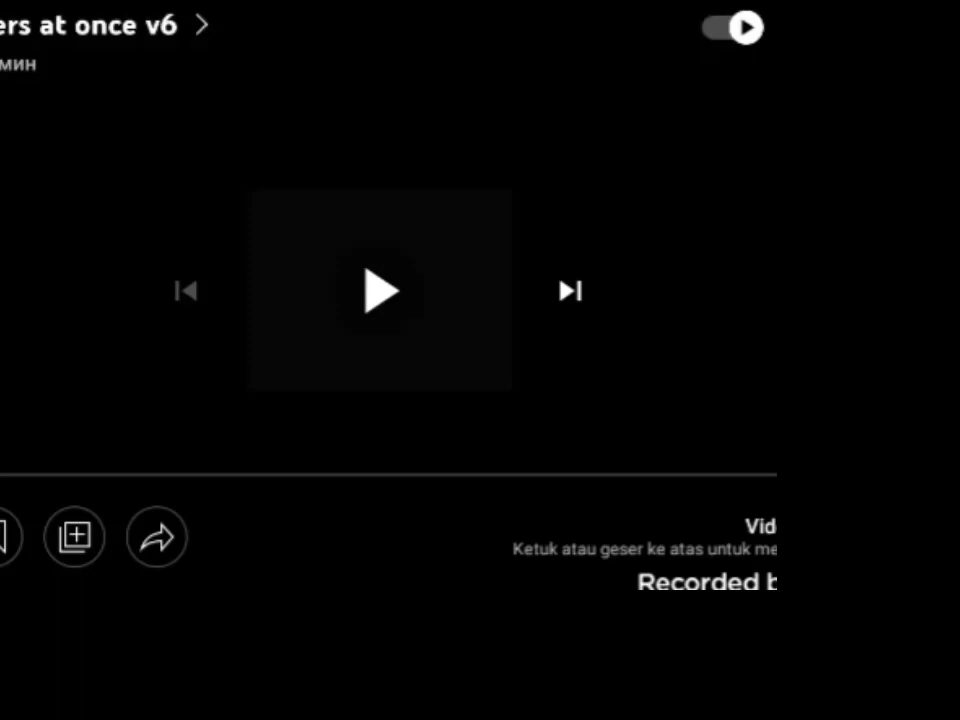 ers at once v6
мин
Vid
Ketuk atau geser ke atas untuk me
Recorded b